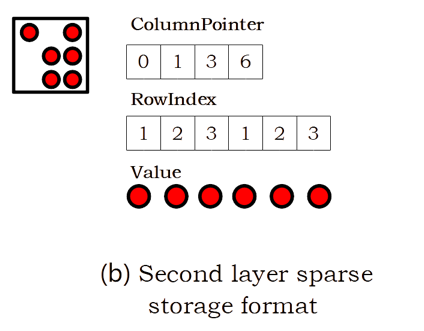 ColumnPointer
0 1 3 6
RowIndex
1 2 3 1 2 3
Value
(b) Second layer sparse
storage format